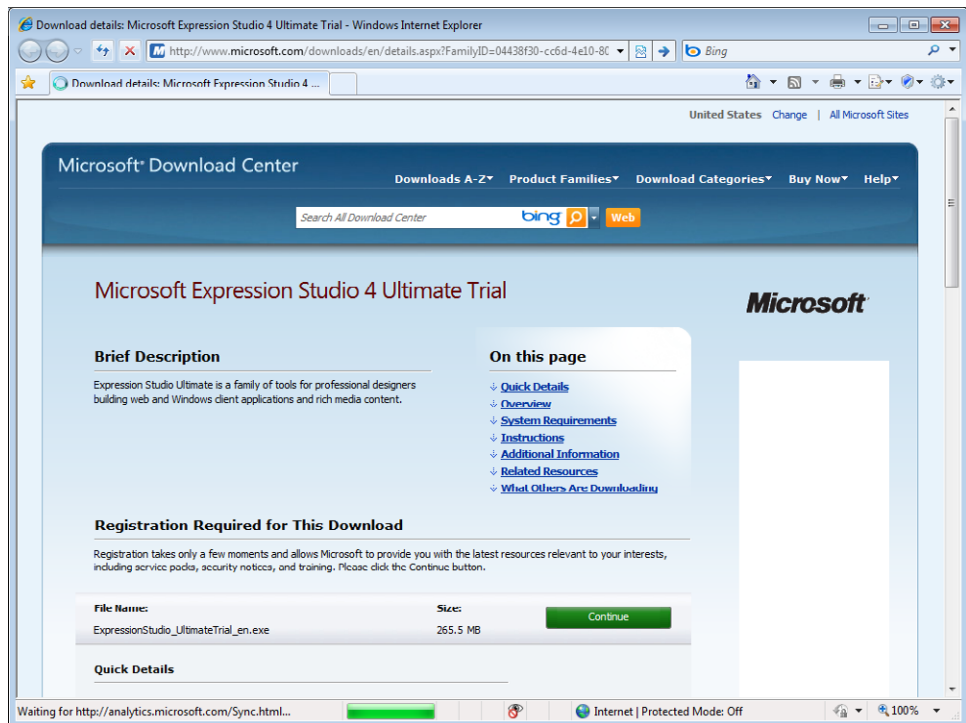 Download details: Microsoft Expression Studio 4 Ultimate Trial - Windows Internet Explorer
http://www.microsoft.com/downloads/en/details.aspx?FamilyID=04438f30-cc6d-4e10-80
Bing
Download details: Microsoft Expression Studio 4 ...
United States Change | All Microsoft Sites
Microsoft® Download Center
Downloads A-Z Product Families Download Categories Buy Now Help
Search All Download Center bing Web
Microsoft Expression Studio 4 Ultimate Trial
Microsoft
Brief Description
Expression Studio Ultimate is a family of tools for professional designers
building web and Windows client applications and rich media content.
On this page
Quick Details
Overview
System Requirements
Instructions
Additional Information
Related Resources
What Others Are Downloading
Registration Required for This Download
Registration takes only a few moments and allows Microsoft to provide you with the latest resources relevant to your interests,
including service packs, security notices, and training. Please click the Continue button.
File Name: Size:
ExpressionStudio_UltimateTrial_en.exe 265.5 MB
Continue
Quick Details
Waiting for http://analytics.microsoft.com/Sync.html... Internet | Protected Mode: Off 100%